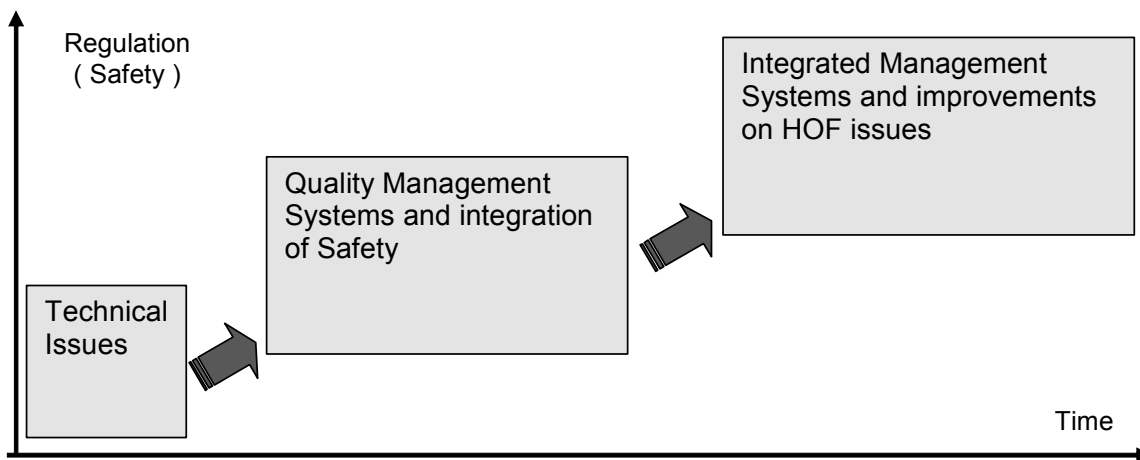 Regulation
( Safety )
Integrated Management
Systems and improvements
on HOF issues
Quality Management
Systems and integration
of Safety
Technical
Issues
Time